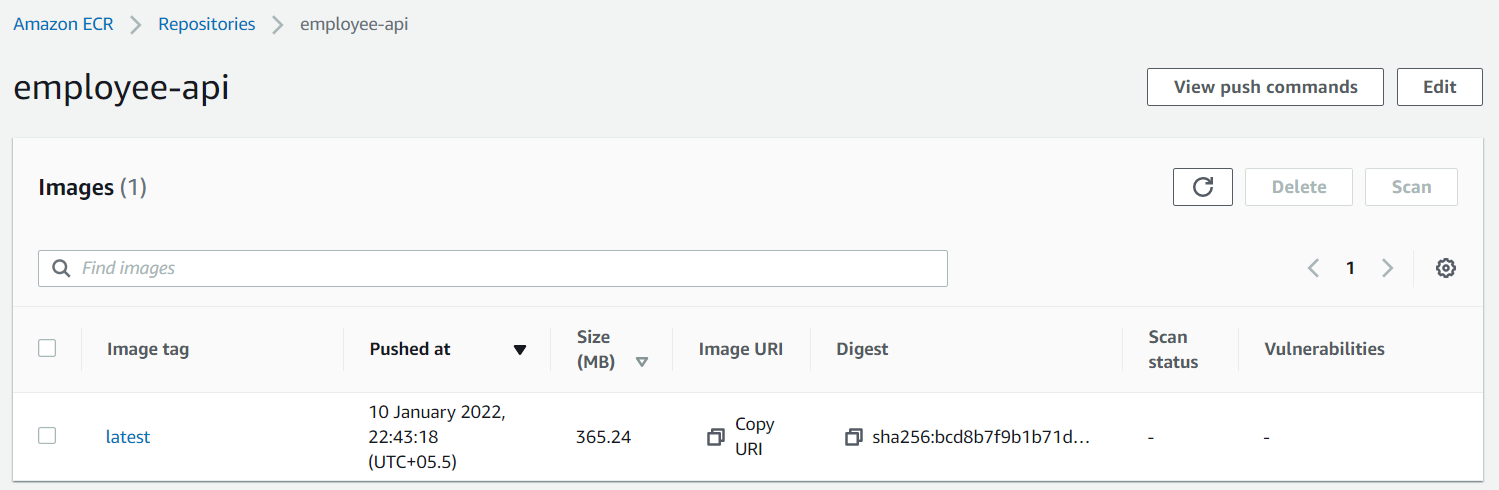 Amazon ECR > Repositories > employee-api
employee-api
View push commands
Edit
Images (1)
Delete
Scan
Find images
1
Image tag
Pushed at
Size
(MB)
Image URI
Digest
Scan
status
Vulnerabilities
latest
10 January 2022,
22:43:18
(UTC+05.5)
365.24
Copy
URI
sha256:bcd8b7f9b1b71d...
-
-